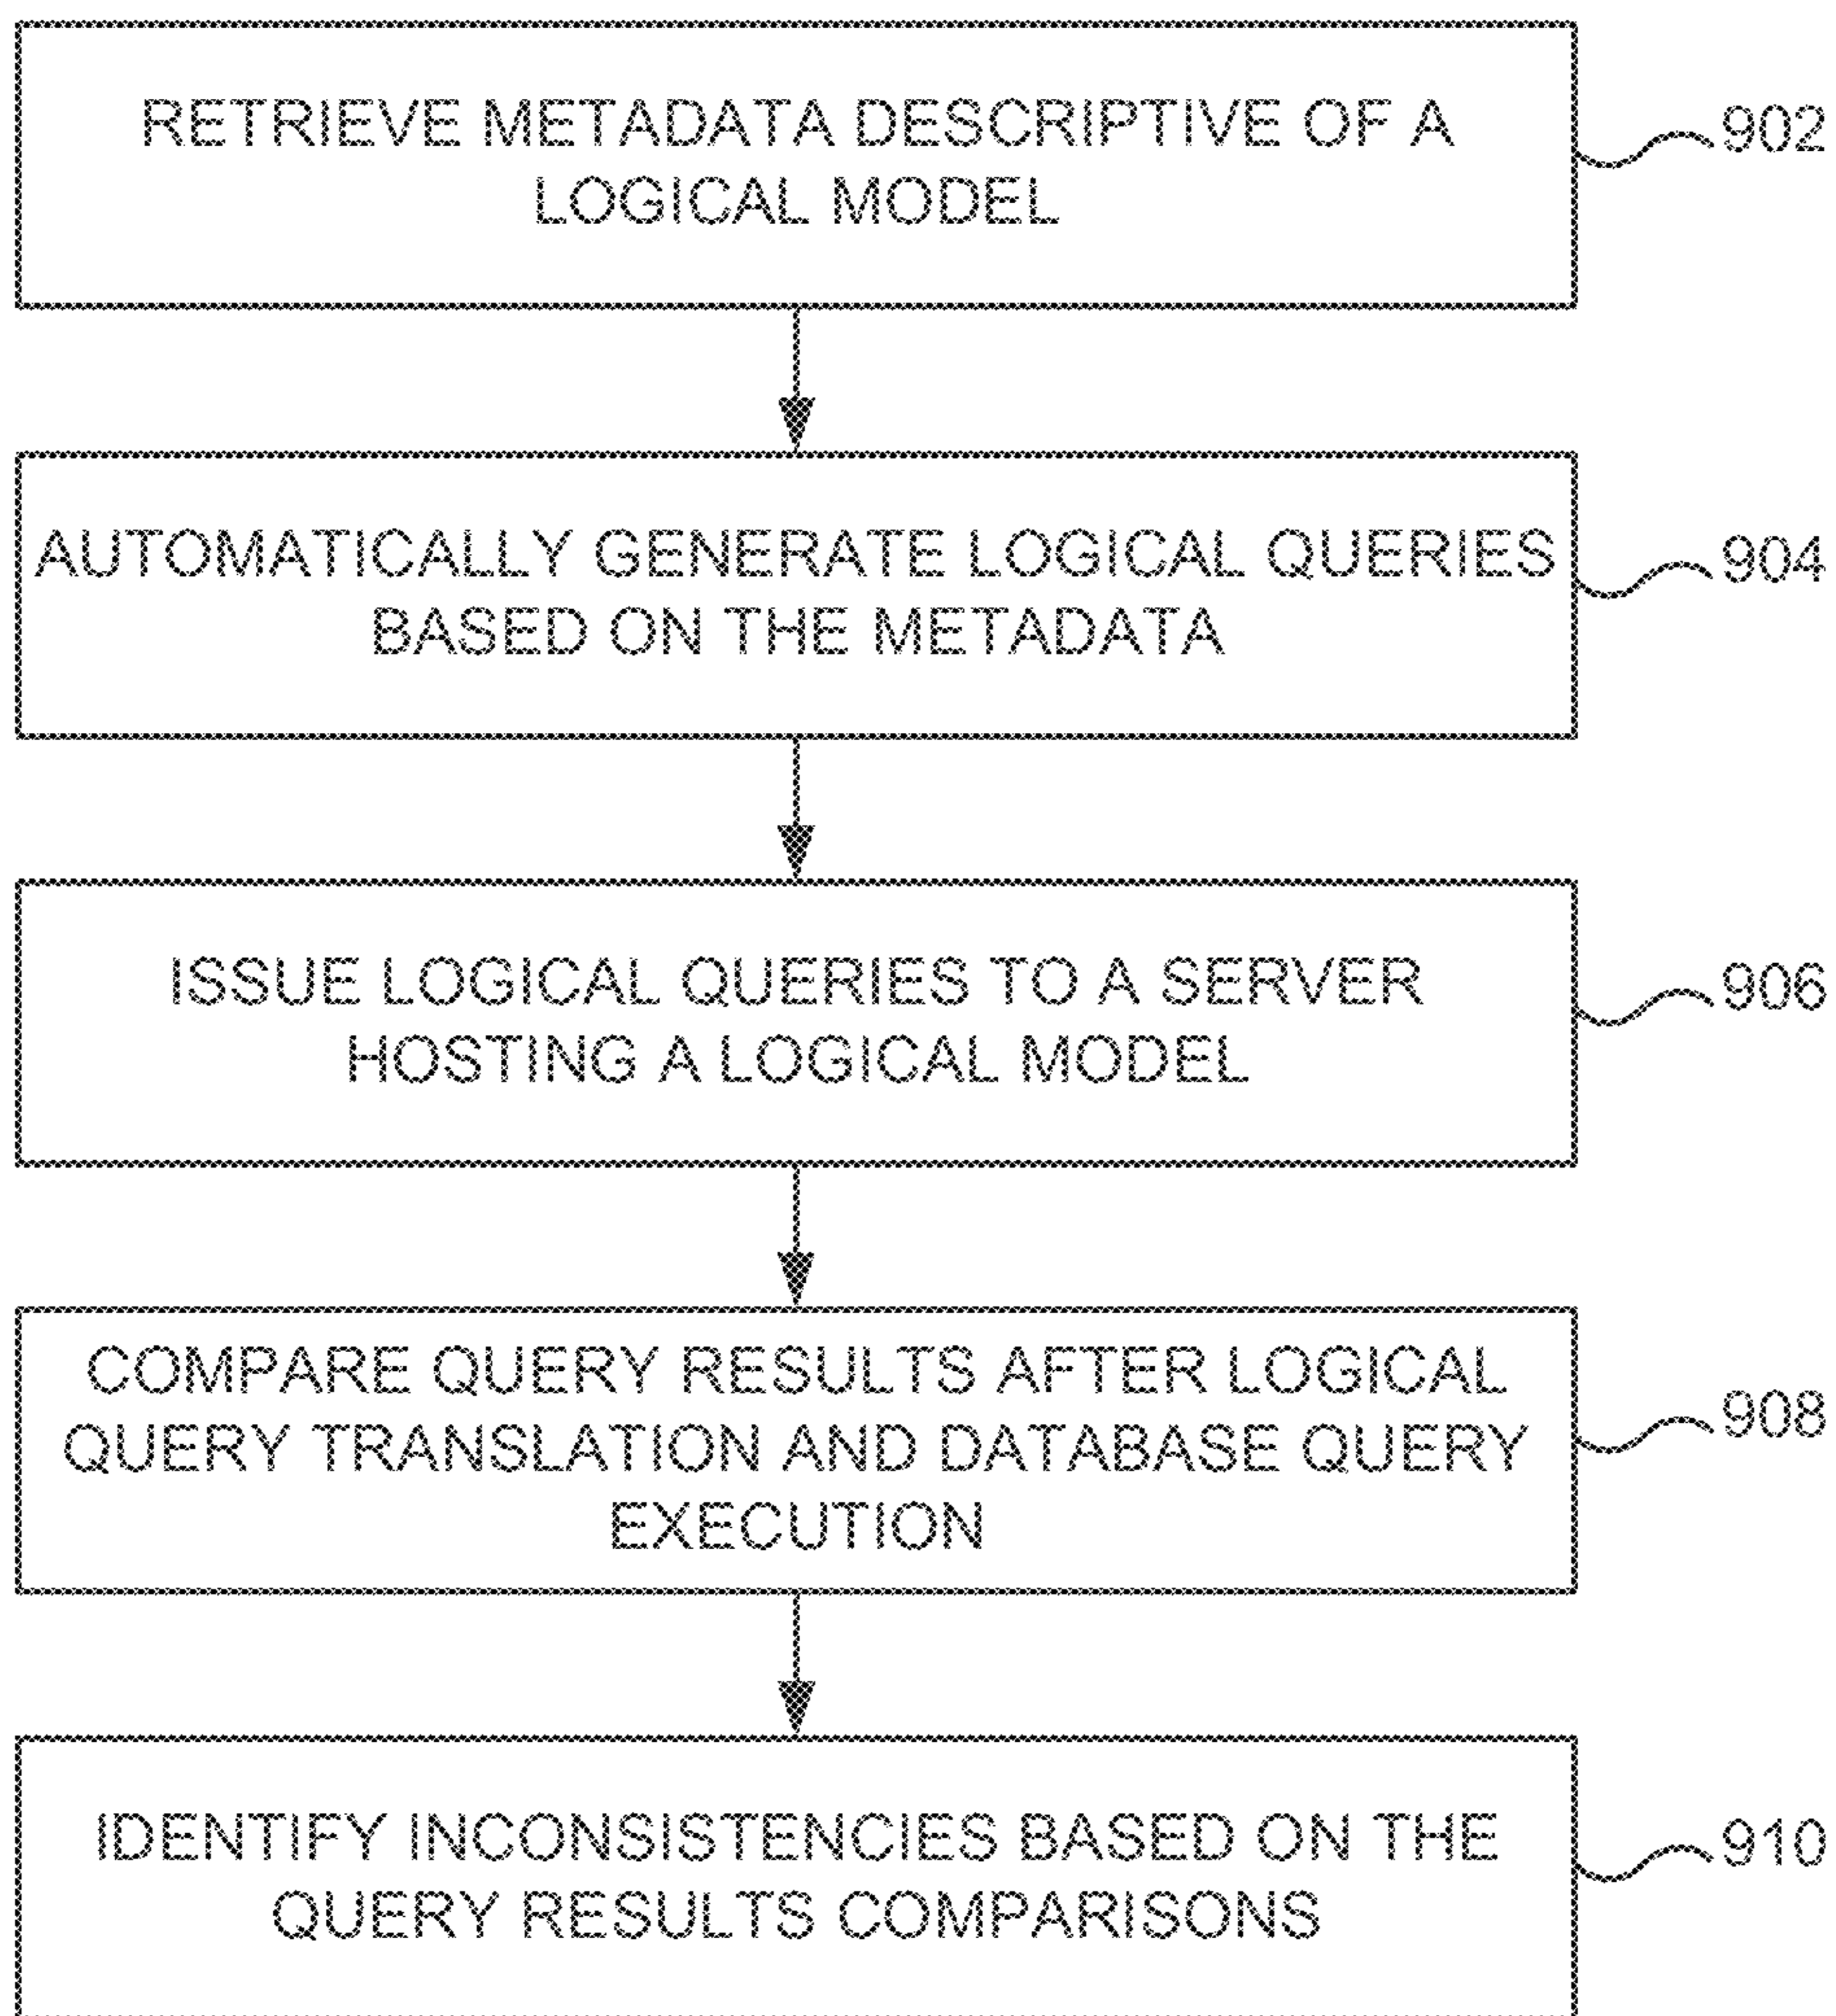 RETRIEVE METADATA DESCRIPTIVE OF A
LOGICAL MODEL
902
AUTOMATICALLY GENERATE LOGICAL QUERIES
BASED ON THE METADATA
904
ISSUE LOGICAL QUERIES TO A SERVER
HOSTING A LOGICAL MODEL
906
COMPARE QUERY RESULTS AFTER LOGICAL
QUERY TRANSLATION AND DATABASE QUERY
EXECUTION
908
IDENTIFY INCONSISTENCIES BASED ON THE
QUERY RESULTS COMPARISONS
910